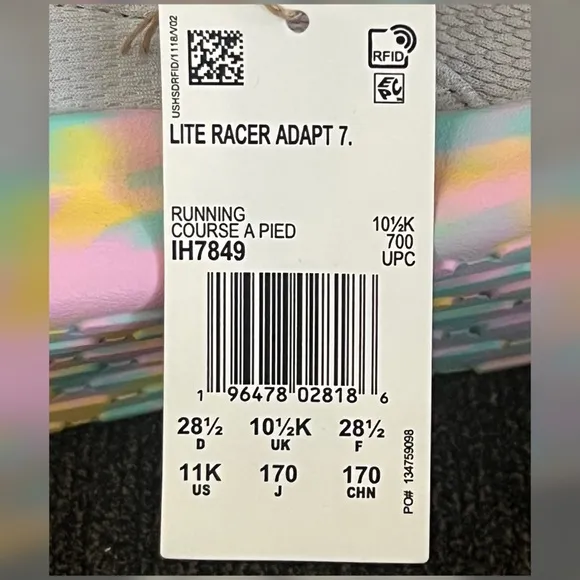 USHSDRFID/1118/V02
RFID
EPC
LITE RACER ADAPT 7.
RUNNING
COURSE A PIED
IH7849
10½K
700
UPC
1 96478 02818 6
28½ 10½K 28½
D UK F
11K 170 170
US J CHN
PO# 134759098